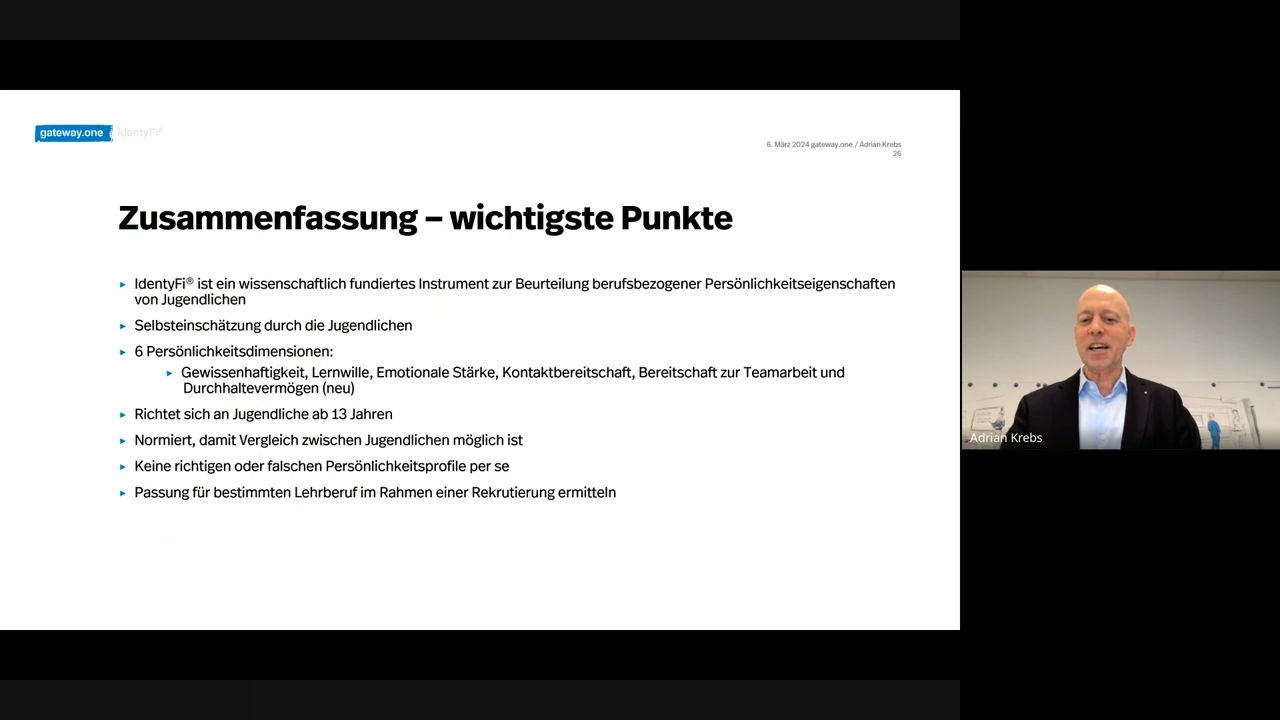 gateway.one IdentyFi®
6. März 2024 gateway.one / Adrian Krebs
26
Zusammenfassung – wichtigste Punkte
▸ IdentyFi® ist ein wissenschaftlich fundiertes Instrument zur Beurteilung berufsbezogener Persönlichkeitseigenschaften
von Jugendlichen
▸ Selbsteinschätzung durch die Jugendlichen
▸ 6 Persönlichkeitsdimensionen:
▸ Gewissenhaftigkeit, Lernwille, Emotionale Stärke, Kontaktbereitschaft, Bereitschaft zur Teamarbeit und
Durchhaltevermögen (neu)
▸ Richtet sich an Jugendliche ab 13 Jahren
▸ Normiert, damit Vergleich zwischen Jugendlichen möglich ist
▸ Keine richtigen oder falschen Persönlichkeitsprofile per se
▸ Passung für bestimmten Lehrberuf im Rahmen einer Rekrutierung ermitteln
Adrian Krebs